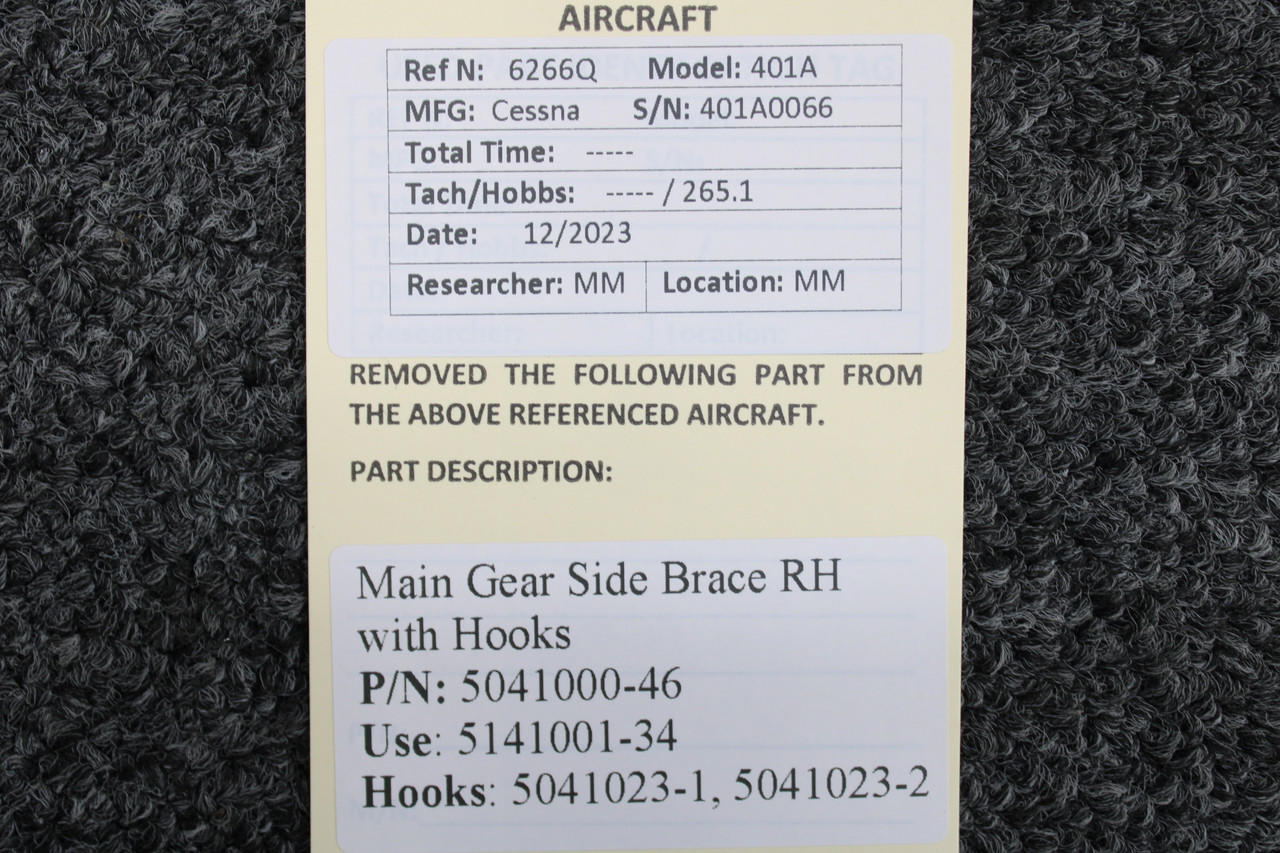 AIRCRAFT
Ref N: 6266Q Model: 401A
MFG: Cessna S/N: 401A0066
Total Time: -----
Tach/Hobbs: ----- / 265.1
Date: 12/2023
Researcher: MM Location: MM
REMOVED THE FOLLOWING PART FROM
THE ABOVE REFERENCED AIRCRAFT.
PART DESCRIPTION:
Main Gear Side Brace RH
with Hooks
P/N: 5041000-46
Use: 5141001-34
Hooks: 5041023-1, 5041023-2